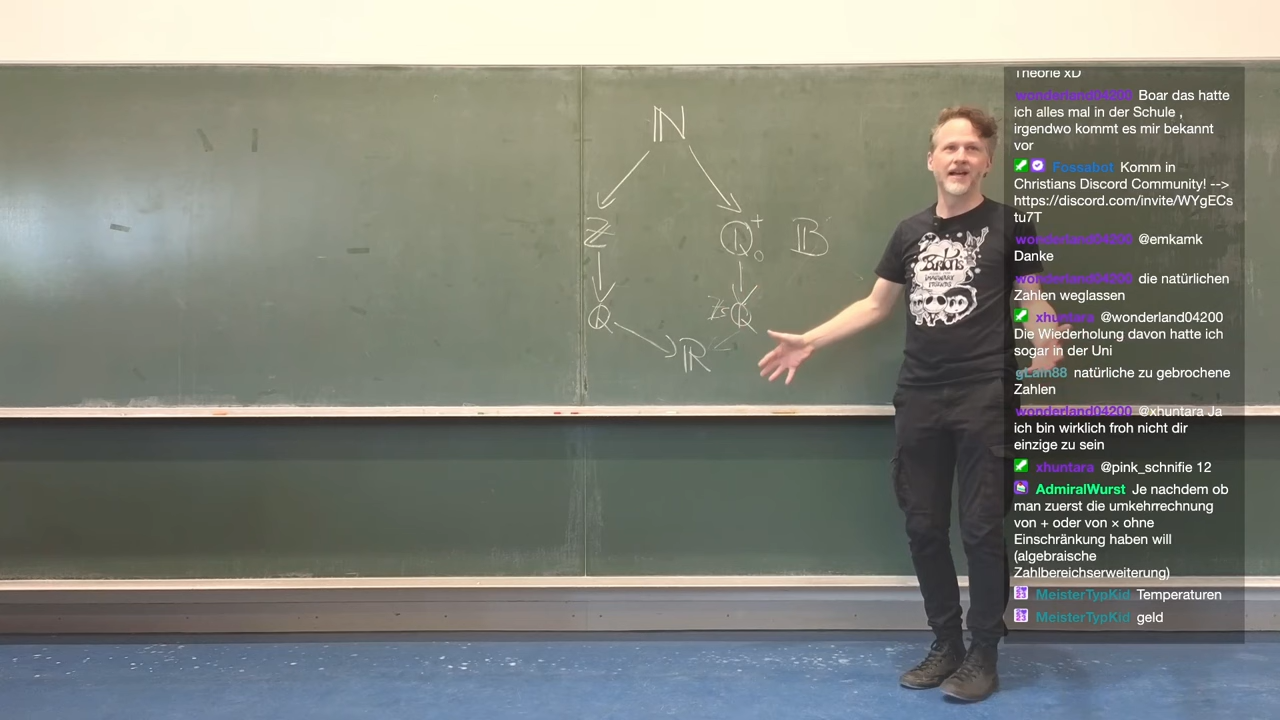 ℕ
ℤ ℚ₀⁺ 𝔹
ℚ ℚ
ℝ
Theorie xD
wonderland04200 Boar das hatte
ich alles mal in der Schule ,
irgendwo kommt es mir bekannt
vor
Fossabot Komm in
Christians Discord Community! -->
https://discord.com/invite/WYgECs
tu7T
wonderland04200 @emkamk
Danke
wonderland04200 die natürlichen
Zahlen weglassen
xhuntara @wonderland04200
Die Wiederholung davon hatte ich
sogar in der Uni
gLain88 natürliche zu gebrochene
Zahlen
wonderland04200 @xhuntara Ja
ich bin wirklich froh nicht dir
einzige zu sein
xhuntara @pink_schnifie 12
AdmiralWurst Je nachdem ob
man zuerst die umkehrrechnung
von + oder von × ohne
Einschränkung haben will
(algebraische
Zahlbereichserweiterung)
MeisterTypKid Temperaturen
MeisterTypKid geld